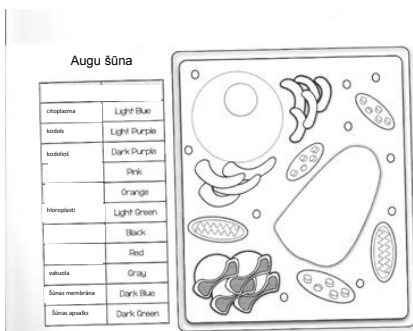 Augu šūna
citoplazma Light Blue
kodols Light Purple
kodoliņš Dark Purple
Pink
Orange
hloroplasti Light Green
Black
Red
vakuola Gray
Šūnas membrāna Dark Blue
Šūnas apvalks Dark Green